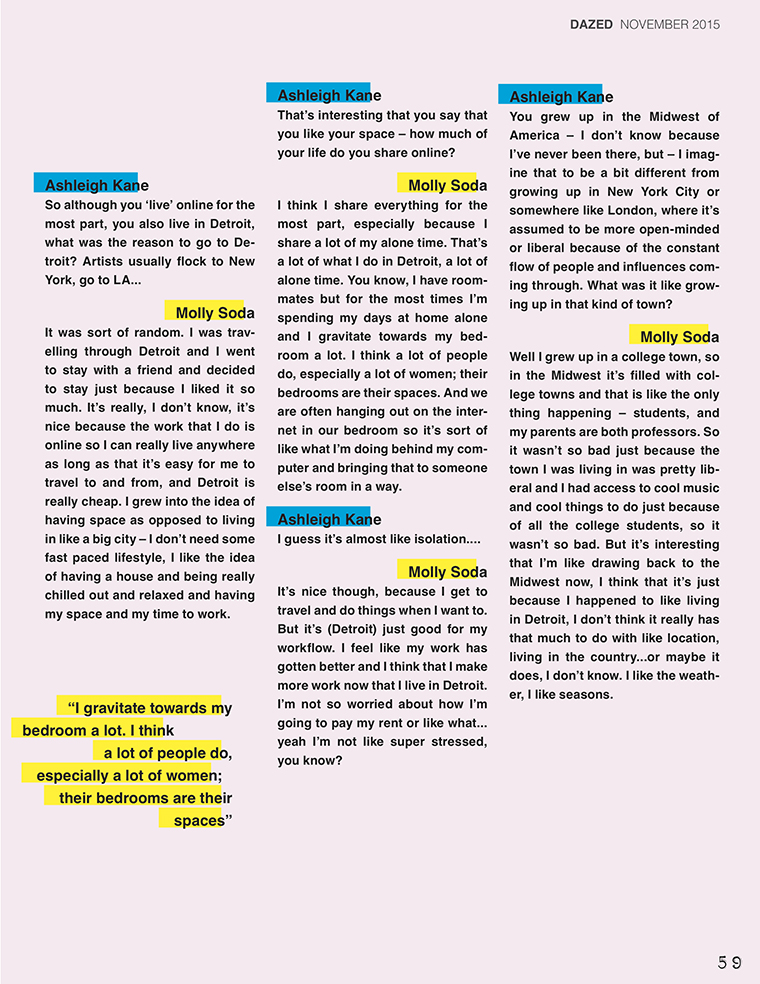 DAZED NOVEMBER 2015
Ashleigh Kane
So although you ‘live’ online for the
most part, you also live in Detroit,
what was the reason to go to De-
troit? Artists usually flock to New
York, go to LA...
Molly Soda
It was sort of random. I was trav-
elling through Detroit and I went
to stay with a friend and decided
to stay just because I liked it so
much. It’s really, I don’t know, it’s
nice because the work that I do is
online so I can really live anywhere
as long as that it’s easy for me to
travel to and from, and Detroit is
really cheap. I grew into the idea of
having space as opposed to living
in like a big city – I don’t need some
fast paced lifestyle, I like the idea
of having a house and being really
chilled out and relaxed and having
my space and my time to work.
“I gravitate towards my
bedroom a lot. I think
a lot of people do,
especially a lot of women;
their bedrooms are their
spaces”
Ashleigh Kane
That’s interesting that you say that
you like your space – how much of
your life do you share online?
Molly Soda
I think I share everything for the
most part, especially because I
share a lot of my alone time. That’s
a lot of what I do in Detroit, a lot of
alone time. You know, I have room-
mates but for the most times I’m
spending my days at home alone
and I gravitate towards my bed-
room a lot. I think a lot of people
do, especially a lot of women; their
bedrooms are their spaces. And we
are often hanging out on the inter-
net in our bedroom so it’s sort of
like what I’m doing behind my com-
puter and bringing that to someone
else’s room in a way.
Ashleigh Kane
I guess it’s almost like isolation....
Molly Soda
It’s nice though, because I get to
travel and do things when I want to.
But it’s (Detroit) just good for my
workflow. I feel like my work has
gotten better and I think that I make
more work now that I live in Detroit.
I’m not so worried about how I’m
going to pay my rent or like what...
yeah I’m not like super stressed,
you know?
Ashleigh Kane
You grew up in the Midwest of
America – I don’t know because
I’ve never been there, but – I imag-
ine that to be a bit different from
growing up in New York City or
somewhere like London, where it’s
assumed to be more open-minded
or liberal because of the constant
flow of people and influences com-
ing through. What was it like grow-
ing up in that kind of town?
Molly Soda
Well I grew up in a college town, so
in the Midwest it’s filled with col-
lege towns and that is like the only
thing happening – students, and
my parents are both professors. So
it wasn’t so bad just because the
town I was living in was pretty lib-
eral and I had access to cool music
and cool things to do just because
of all the college students, so it
wasn’t so bad. But it’s interesting
that I’m like drawing back to the
Midwest now, I think that it’s just
because I happened to like living
in Detroit, I don’t think it really has
that much to do with like location,
living in the country...or maybe it
does, I don’t know. I like the weath-
er, I like seasons.
59